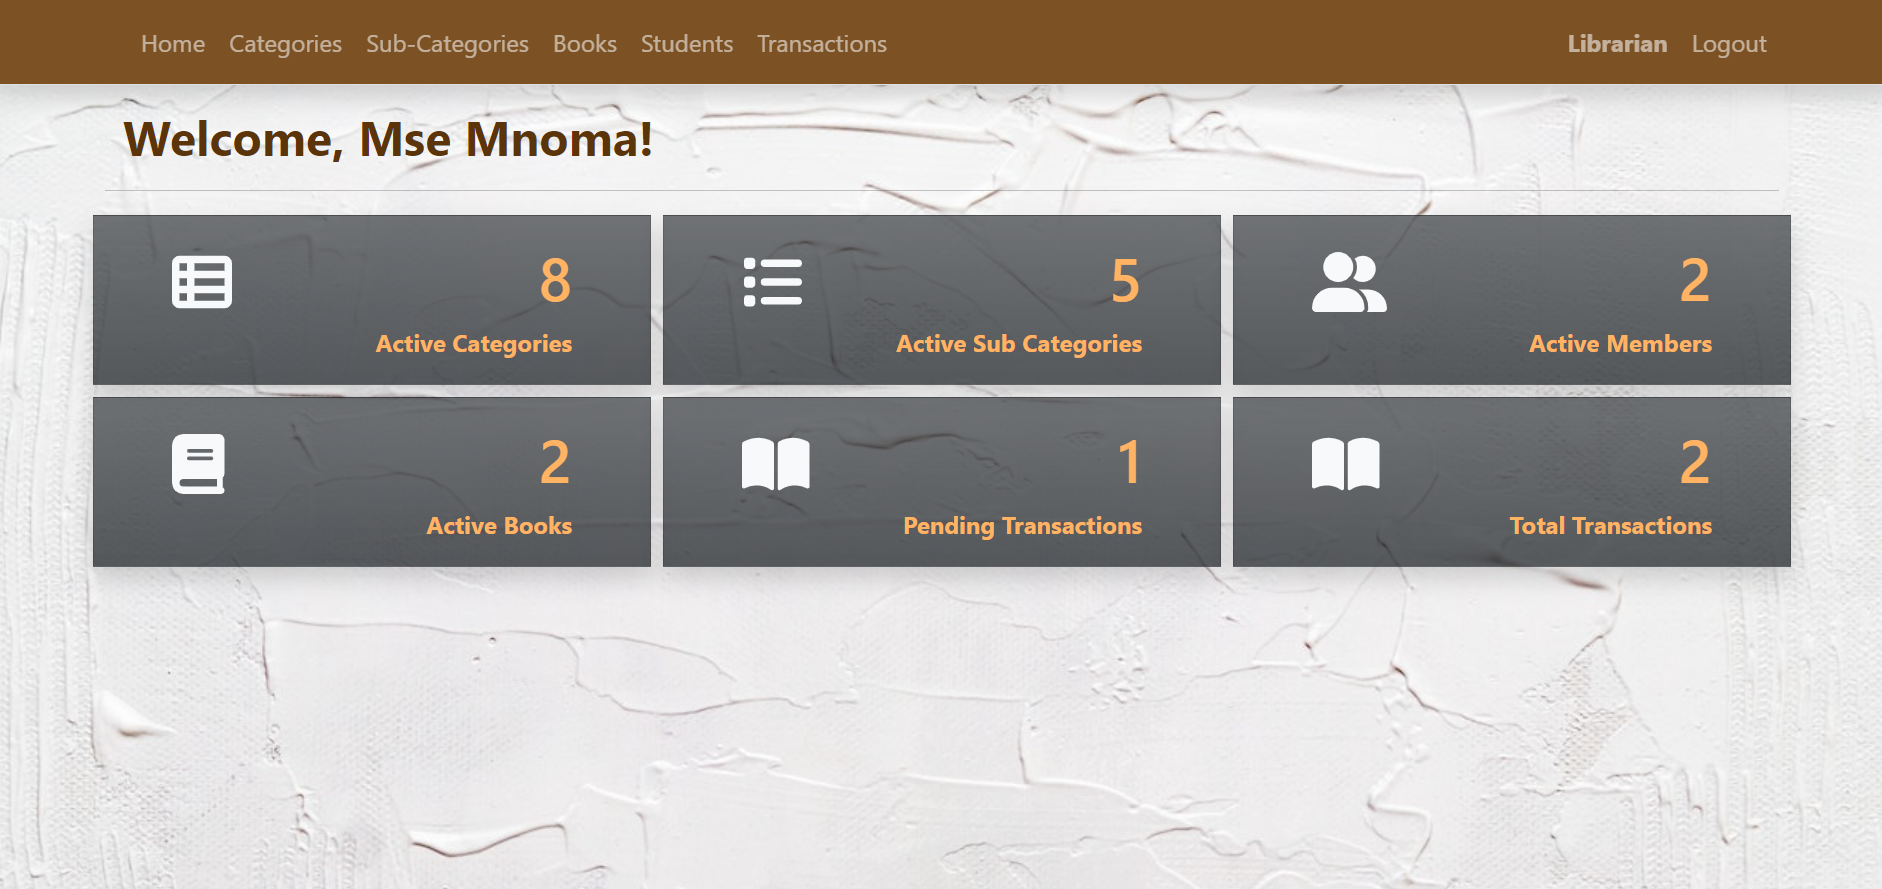 Home Categories Sub-Categories Books Students Transactions Librarian Logout
Welcome, Mse Mnoma!
8
Active Categories
5
Active Sub Categories
2
Active Members
2
Active Books
1
Pending Transactions
2
Total Transactions